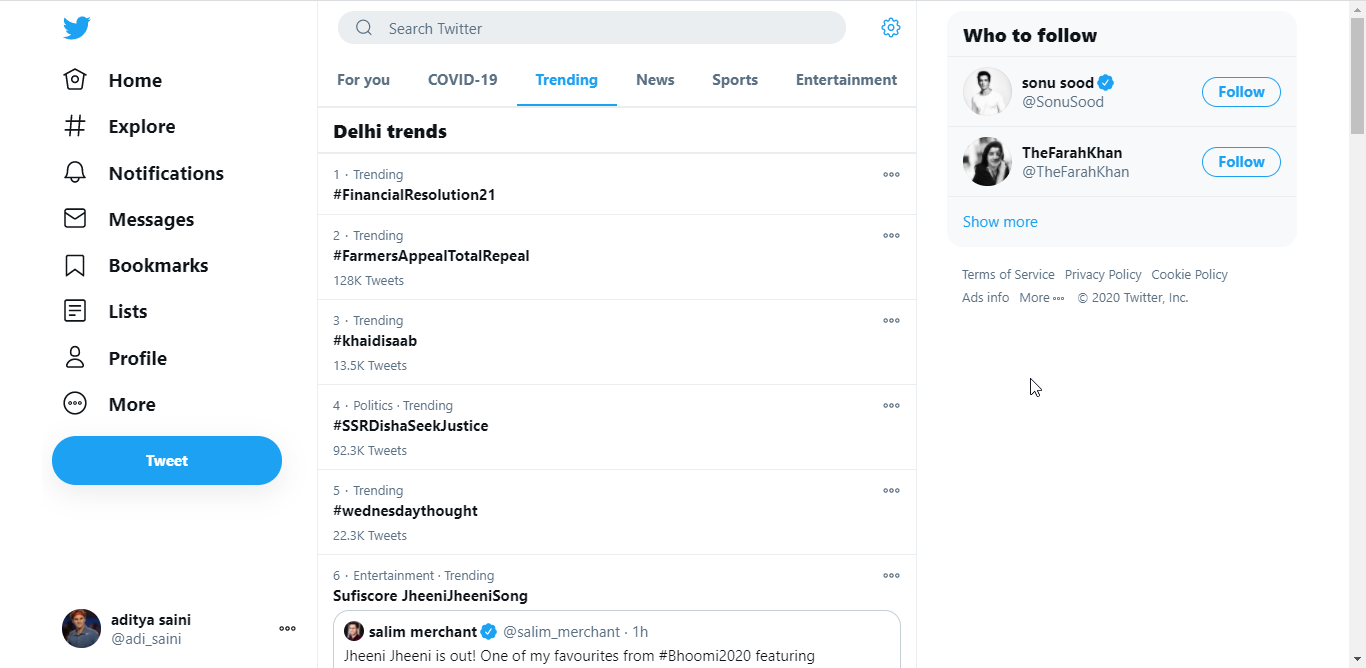 Search Twitter
Home
Explore
Notifications
Messages
Bookmarks
Lists
Profile
More
Tweet
aditya saini
@adi_saini
For you COVID-19 Trending News Sports Entertainment
Delhi trends
1 · Trending
#FinancialResolution21
2 · Trending
#FarmersAppealTotalRepeal
128K Tweets
3 · Trending
#khaidisaab
13.5K Tweets
4 · Politics · Trending
#SSRDishaSeekJustice
92.3K Tweets
5 · Trending
#wednesdaythought
22.3K Tweets
6 · Entertainment · Trending
Sufiscore JheeniJheeniSong
salim merchant @salim_merchant · 1h
Jheeni Jheeni is out! One of my favourites from #Bhoomi2020 featuring
Who to follow
sonu sood
@SonuSood
Follow
TheFarahKhan
@TheFarahKhan
Follow
Show more
Terms of Service Privacy Policy Cookie Policy
Ads info More © 2020 Twitter, Inc.